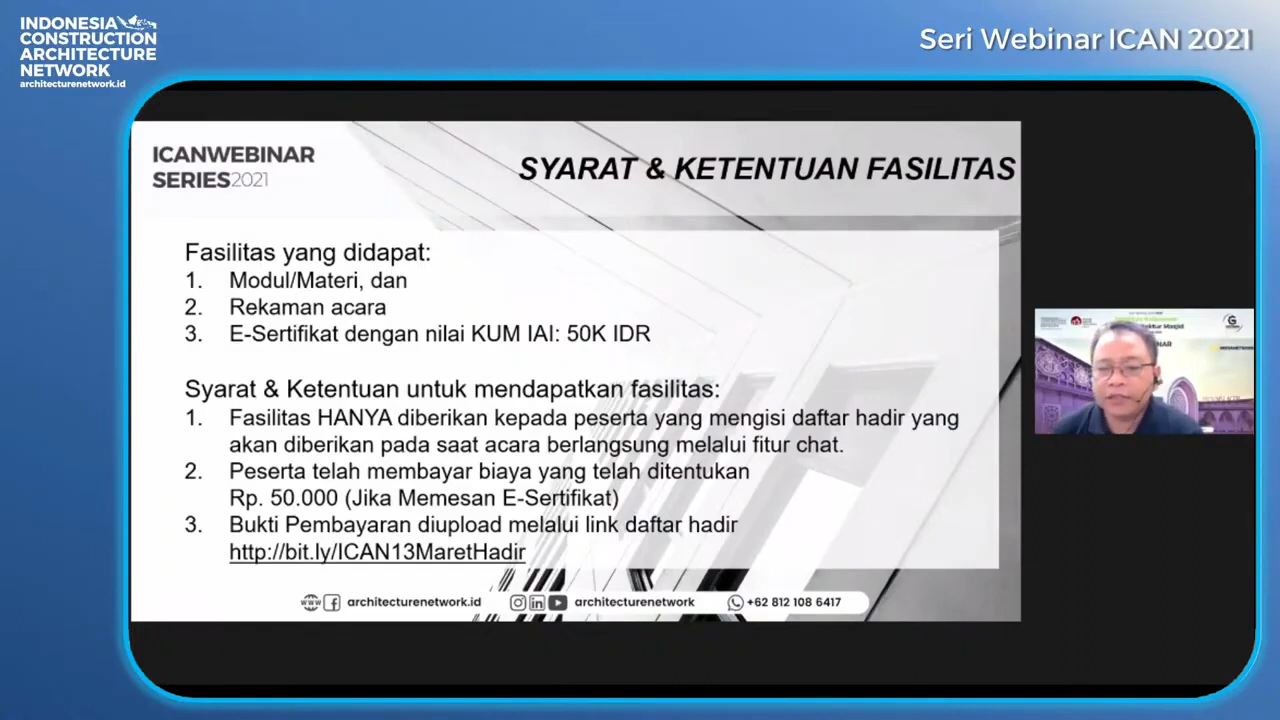 INDONESIA
CONSTRUCTION
ARCHITECTURE
NETWORK
architecturenetwork.id
Seri Webinar ICAN 2021
ICANWEBINAR
SERIES2021
SYARAT & KETENTUAN FASILITAS
Fasilitas yang didapat:
1. Modul/Materi, dan
2. Rekaman acara
3. E-Sertifikat dengan nilai KUM IAI: 50K IDR
Syarat & Ketentuan untuk mendapatkan fasilitas:
1. Fasilitas HANYA diberikan kepada peserta yang mengisi daftar hadir yang
akan diberikan pada saat acara berlangsung melalui fitur chat.
2. Peserta telah membayar biaya yang telah ditentukan
Rp. 50.000 (Jika Memesan E-Sertifikat)
3. Bukti Pembayaran diupload melalui link daftar hadir
http://bit.ly/ICAN13MaretHadir
www architecturenetwork.id architecturenetwork +62 812 108 6417
Masjid